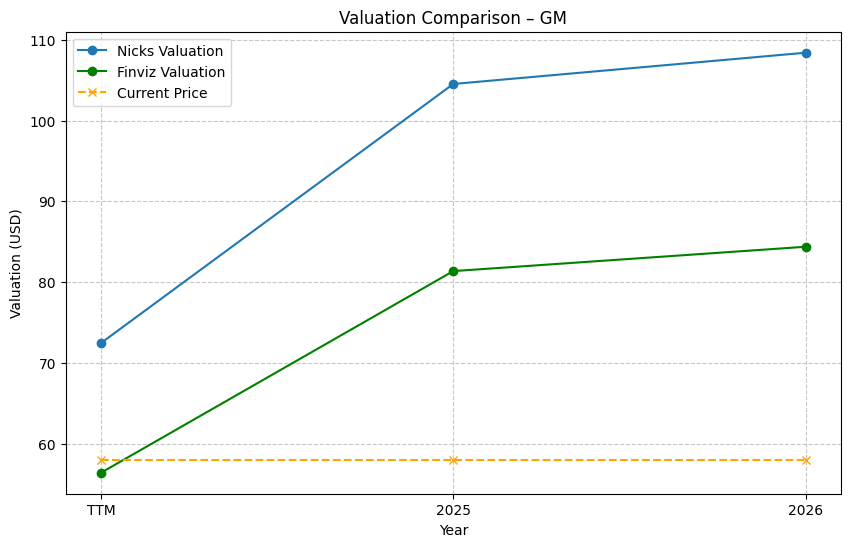 Valuation Comparison – GM
Nicks Valuation
Finviz Valuation
Current Price
Valuation (USD)
110
100
90
80
70
60
TTM
2025
2026
Year